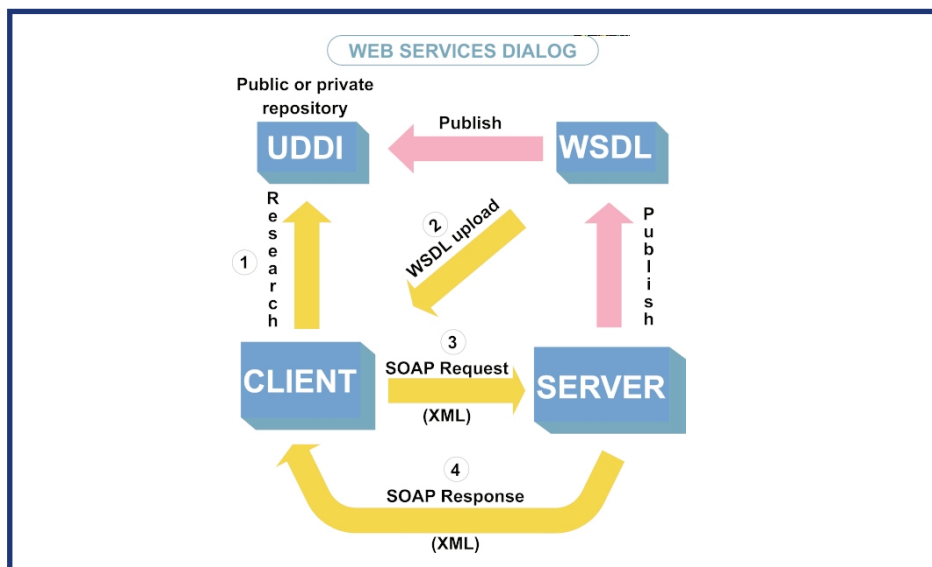 WEB SERVICES DIALOG
Public or private
repository
UDDI
Publish
WSDL
Research
1
2
WSDL upload
Publish
3
CLIENT
SOAP Request
SERVER
(XML)
4
SOAP Response
(XML)